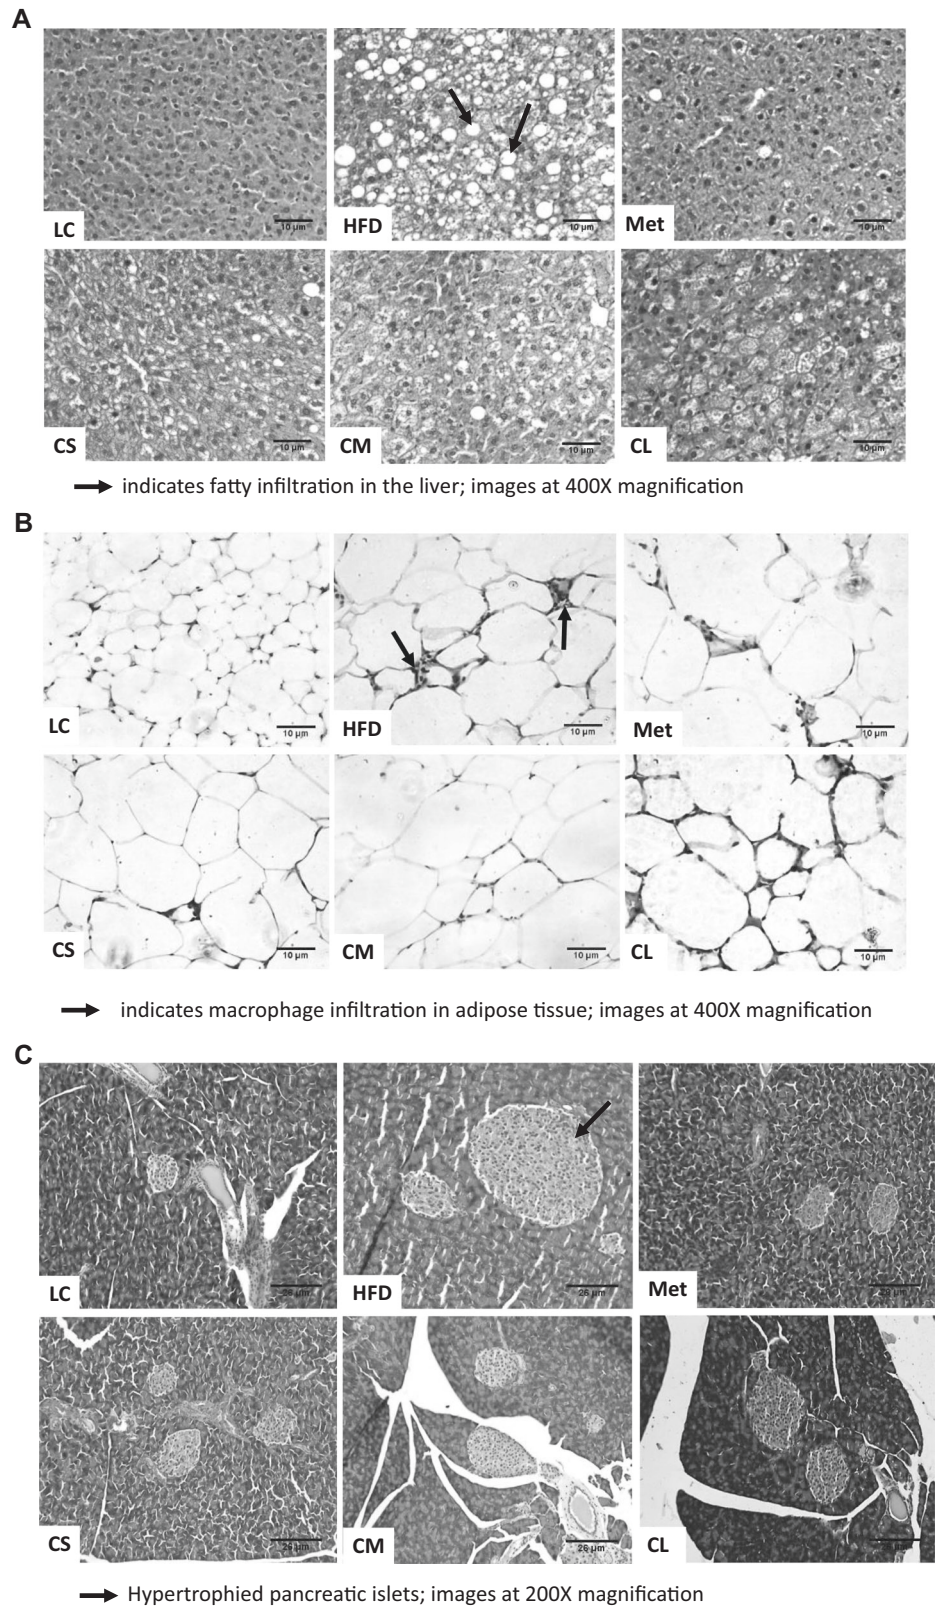 A
LC
10 µm
HFD
10 µm
Met
10 µm
CS
10 µm
CM
10 µm
CL
10 µm
indicates fatty infiltration in the liver; images at 400X magnification
B
LC
10 µm
HFD
10 µm
Met
10 µm
CS
10 µm
CM
10 µm
CL
10 µm
indicates macrophage infiltration in adipose tissue; images at 400X magnification
C
LC
26 µm
HFD
26 µm
Met
26 µm
CS
26 µm
CM
26 µm
CL
Hypertrophied pancreatic islets; images at 200X magnification